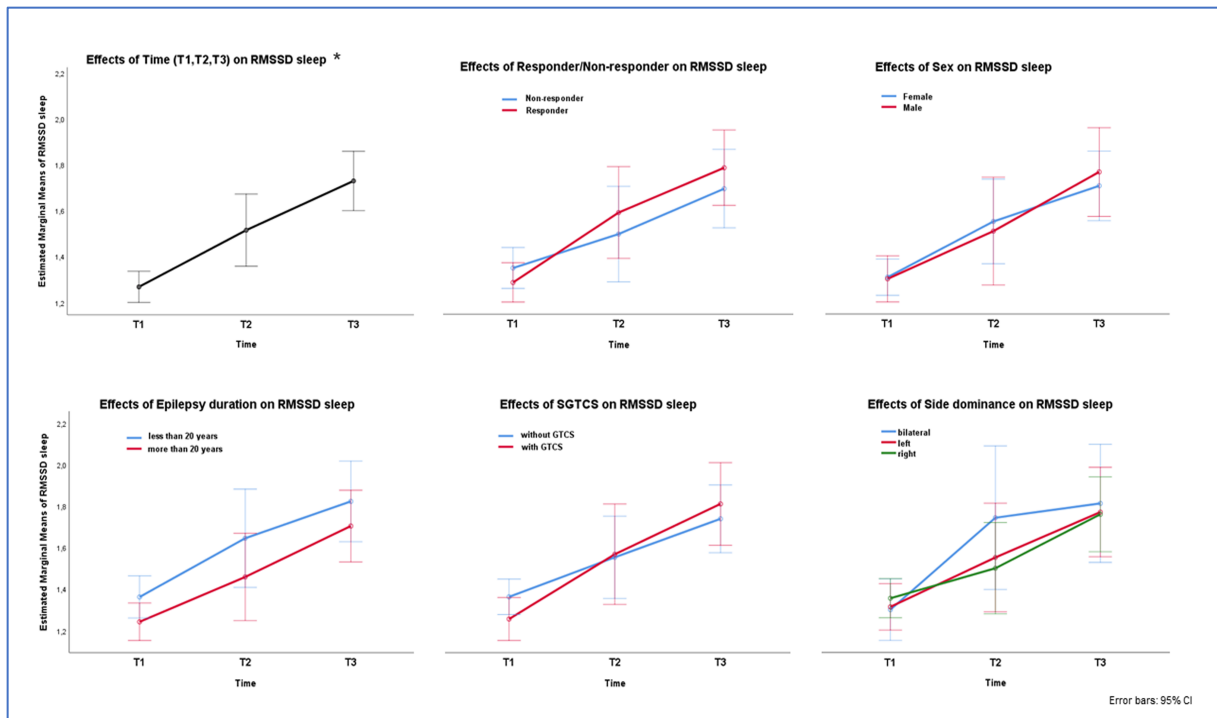 Effects of Time (T1,T2,T3) on RMSSD sleep *
Estimated Marginal Means of RMSSD sleep
2,2
2,0
1,8
1,6
1,4
1,2
T1
T2
T3
Time
Effects of Responder/Non-responder on RMSSD sleep
Non-responder
Responder
T1
T2
T3
Time
Effects of Sex on RMSSD sleep
Female
Male
T1
T2
T3
Time
Effects of Epilepsy duration on RMSSD sleep
less than 20 years
more than 20 years
Estimated Marginal Means of RMSSD sleep
2,2
2,0
1,8
1,6
1,4
1,2
T1
T2
T3
Time
Effects of SGTCS on RMSSD sleep
without GTCS
with GTCS
T1
T2
T3
Time
Effects of Side dominance on RMSSD sleep
bilateral
left
right
T1
T2
T3
Time
Error bars: 95% CI